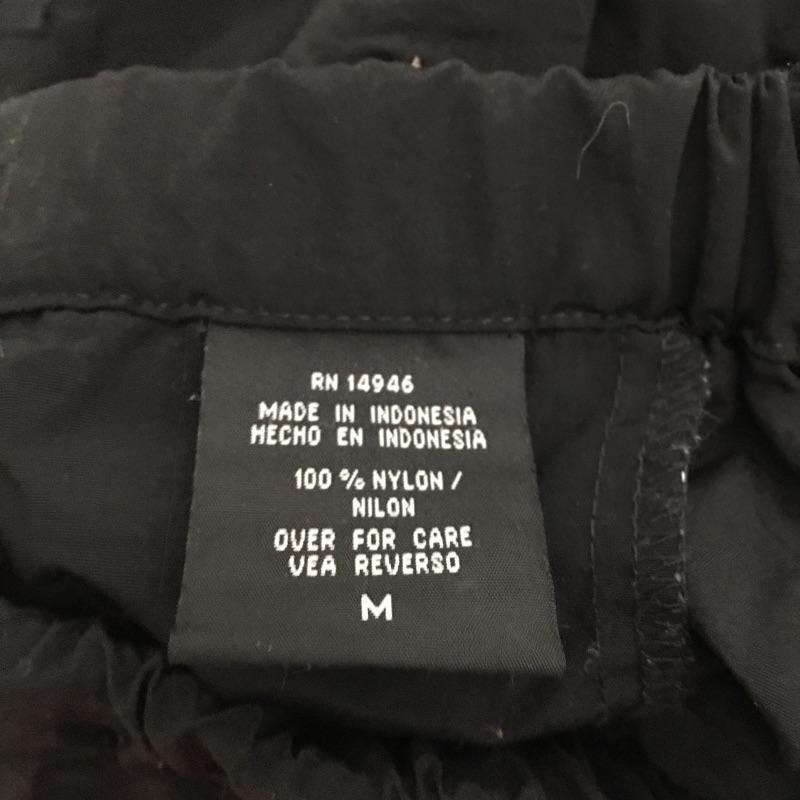 RN 14946
MADE IN INDONESIA
HECHO EN INDONESIA
100 % NYLON /
NILON
OVER FOR CARE
VEA REVERSO
M